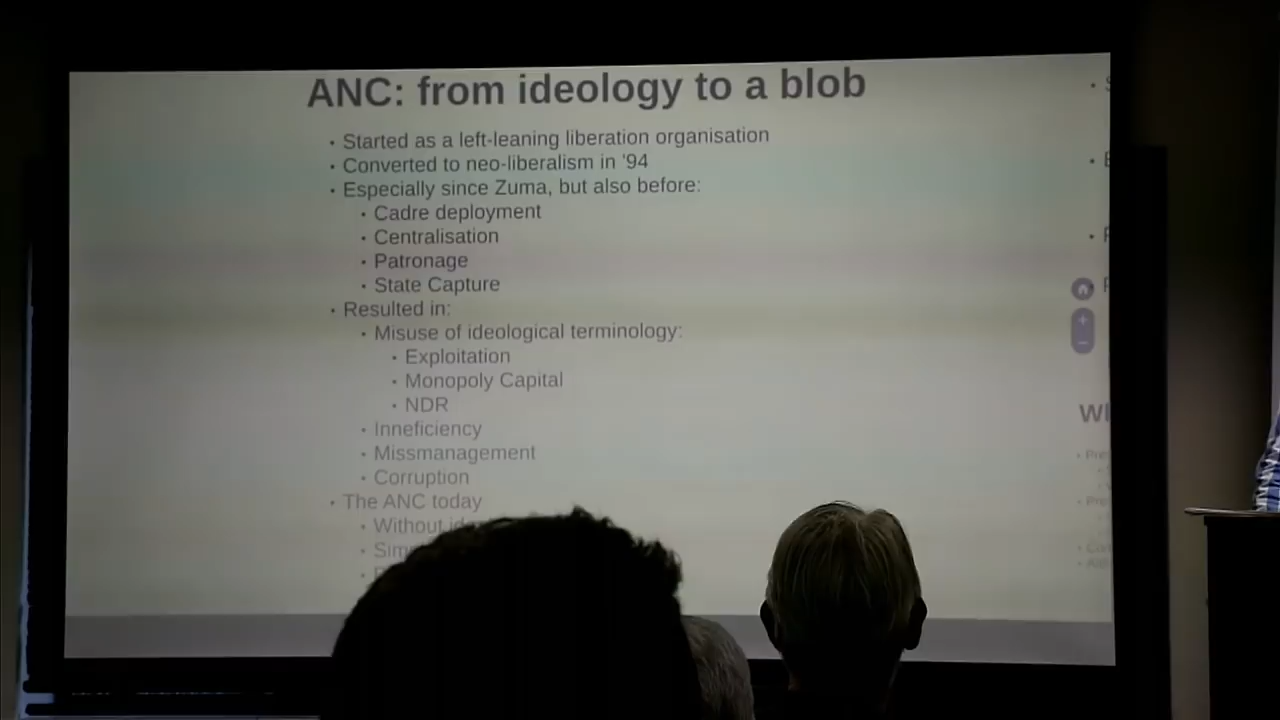 ANC: from ideology to a blob
· Started as a left-leaning liberation organisation
· Converted to neo-liberalism in '94
· Especially since Zuma, but also before:
· Cadre deployment
· Centralisation
· Patronage
· State Capture
· Resulted in:
· Misuse of ideological terminology:
· Exploitation
· Monopoly Capital
· NDR
· Inneficiency
· Missmanagement
· Corruption
· The ANC today
· Without